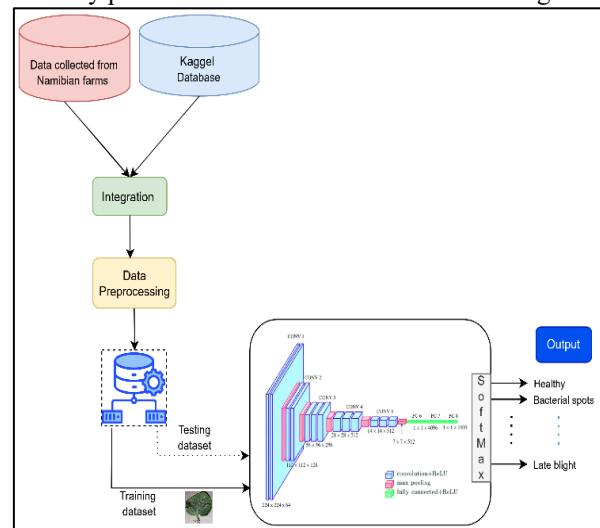 Data collected from
Namibian farms
Kaggel
Database
Integration
Data
Preprocessing
Testing
dataset
Training
dataset
CONV 1
CONV 2
CONV 3
CONV 4
CONV 5
FC 6
FC 7
FC 8
1 × 1 × 4096
1 × 1 × 1000
7 × 7 × 512
14 × 14 × 512
28 × 28 × 512
56 × 56 × 256
112 × 112 × 128
224 × 224 × 64
convolution+ReLU
max pooling
fully connected+ReLU
SoftMax
Output
Healthy
Bacterial spots
Late blight